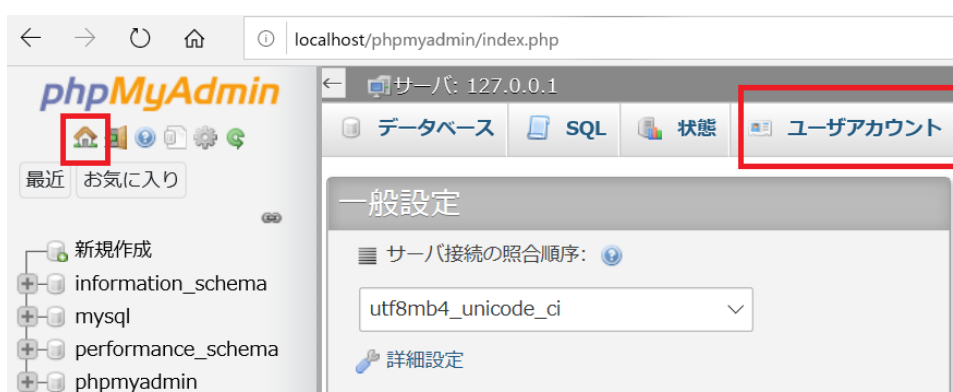 localhost/phpmyadmin/index.php
phpMyAdmin
最近 お気に入り
新規作成
information_schema
mysql
performance_schema
phpmyadmin
サーバ: 127.0.0.1
データベース SQL 状態 ユーザアカウント
一般設定
サーバ接続の照合順序:
utf8mb4_unicode_ci
詳細設定